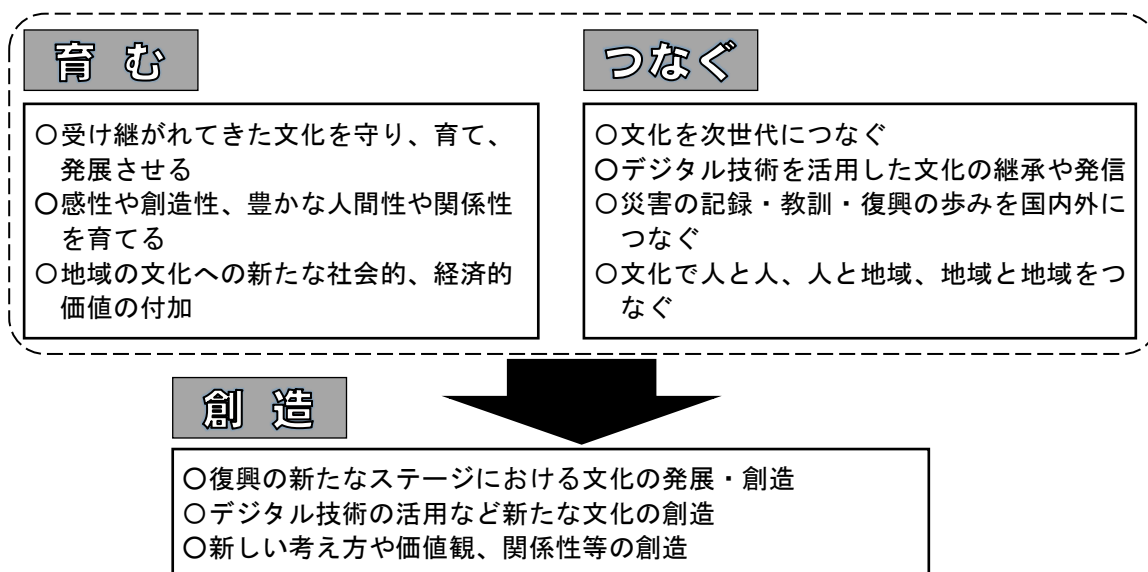 育む
〇受け継がれてきた文化を守り、育て、
発展させる
〇感性や創造性、豊かな人間性や関係性
を育てる
〇地域の文化への新たな社会的、経済的
価値の付加
つなぐ
〇文化を次世代につなぐ
〇デジタル技術を活用した文化の継承や発信
〇災害の記録・教訓・復興の歩みを国内外に
つなぐ
〇文化で人と人、人と地域、地域と地域をつ
なぐ
創造
〇復興の新たなステージにおける文化の発展・創造
〇デジタル技術の活用など新たな文化の創造
〇新しい考え方や価値観、関係性等の創造